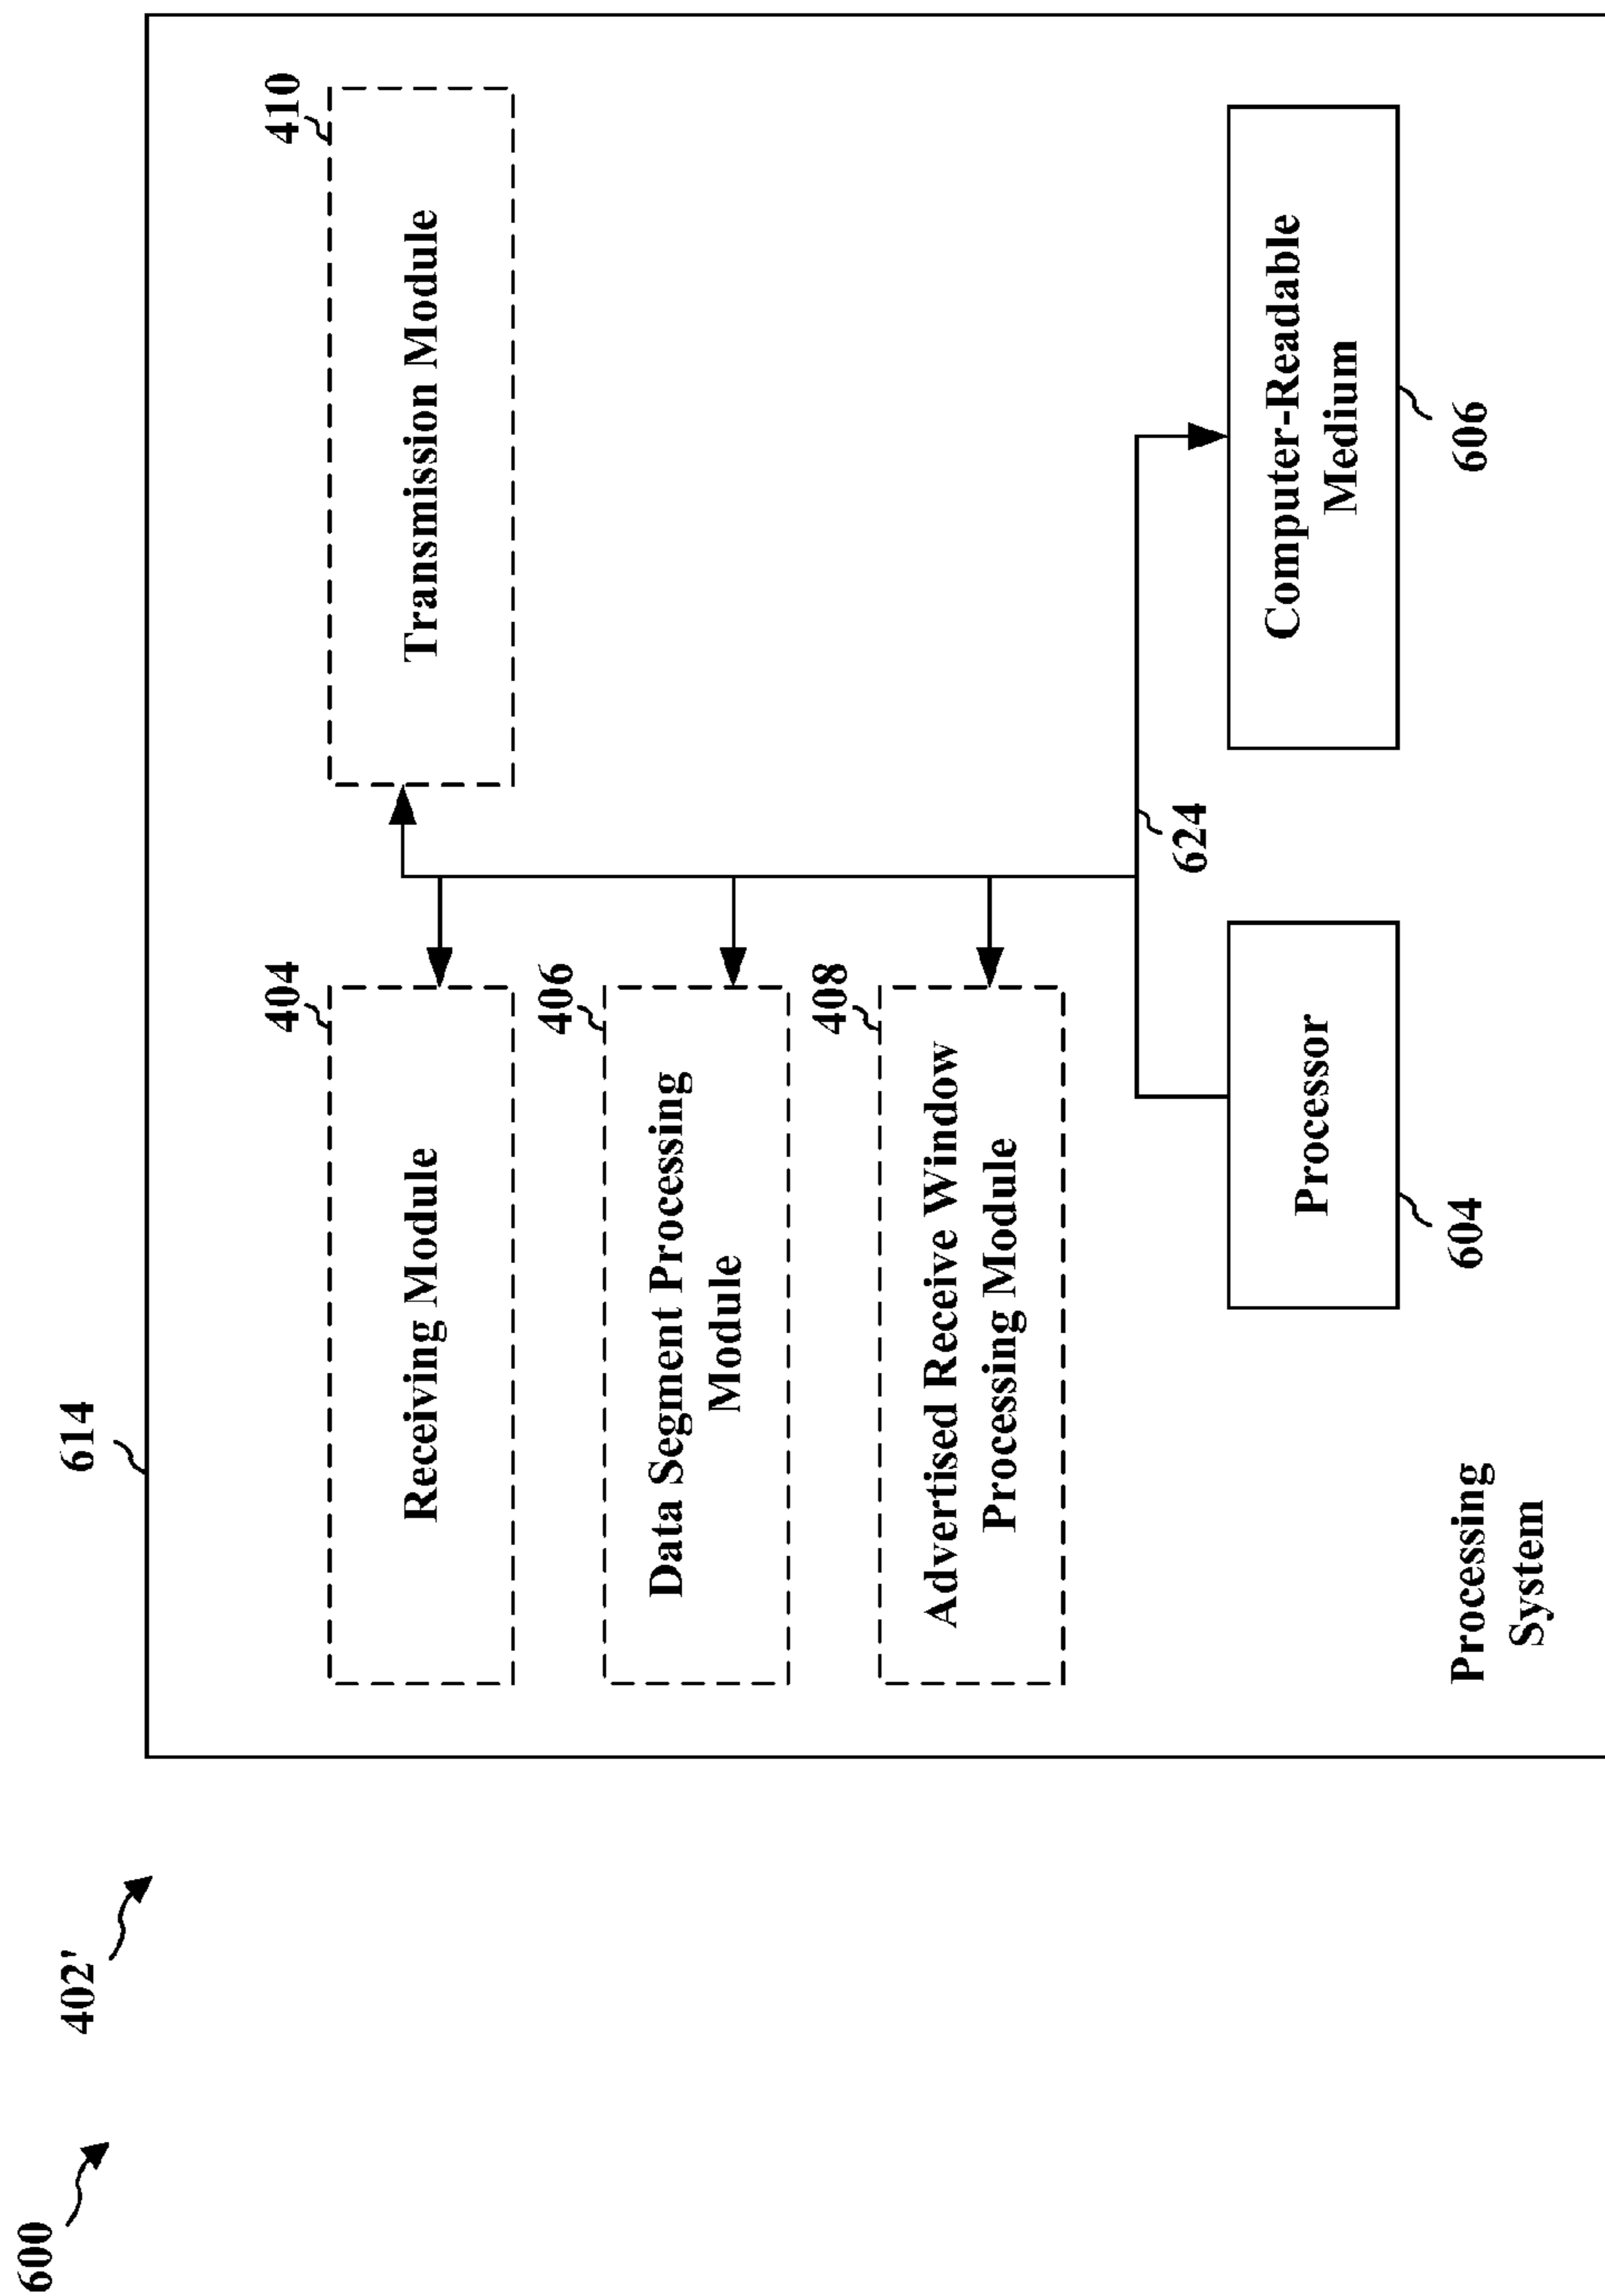 600
402'
614
404
Receiving Module
410
Transmission Module
406
Data Segment Processing
Module
408
Advertised Receive Window
Processing Module
624
Processor
604
Computer-Readable
Medium
606
Processing
System